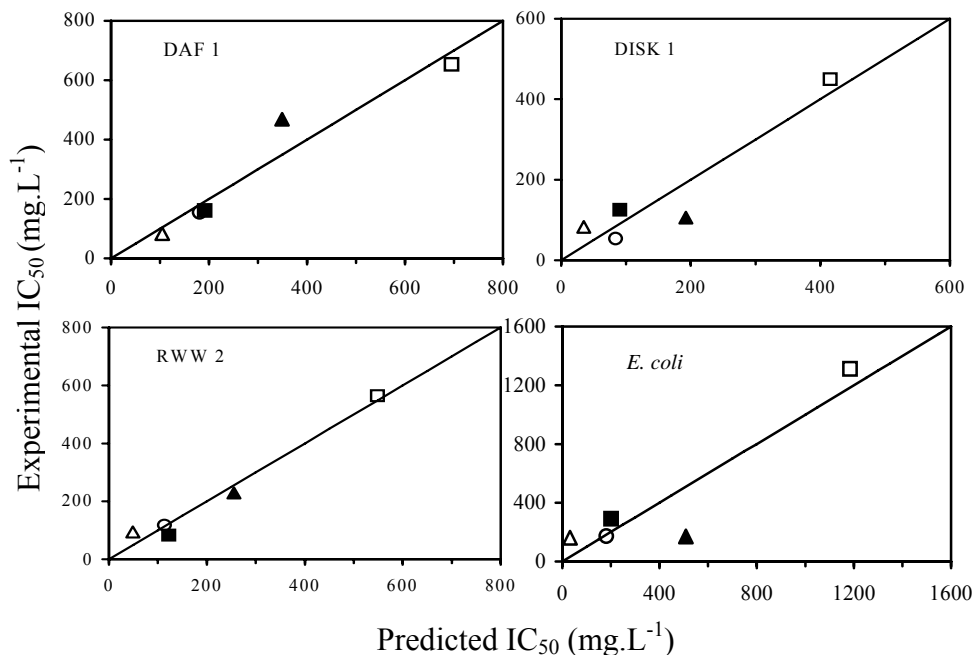 DAF 1
800
600
400
200
0
0 200 400 600 800
DISK 1
600
400
200
0
0 200 400 600
RWW 2
800
600
400
200
0
0 200 400 600 800
E. coli
1600
1200
800
400
0
0 400 800 1200 1600
Experimental IC50 (mg.L-1)
Predicted IC50 (mg.L-1)